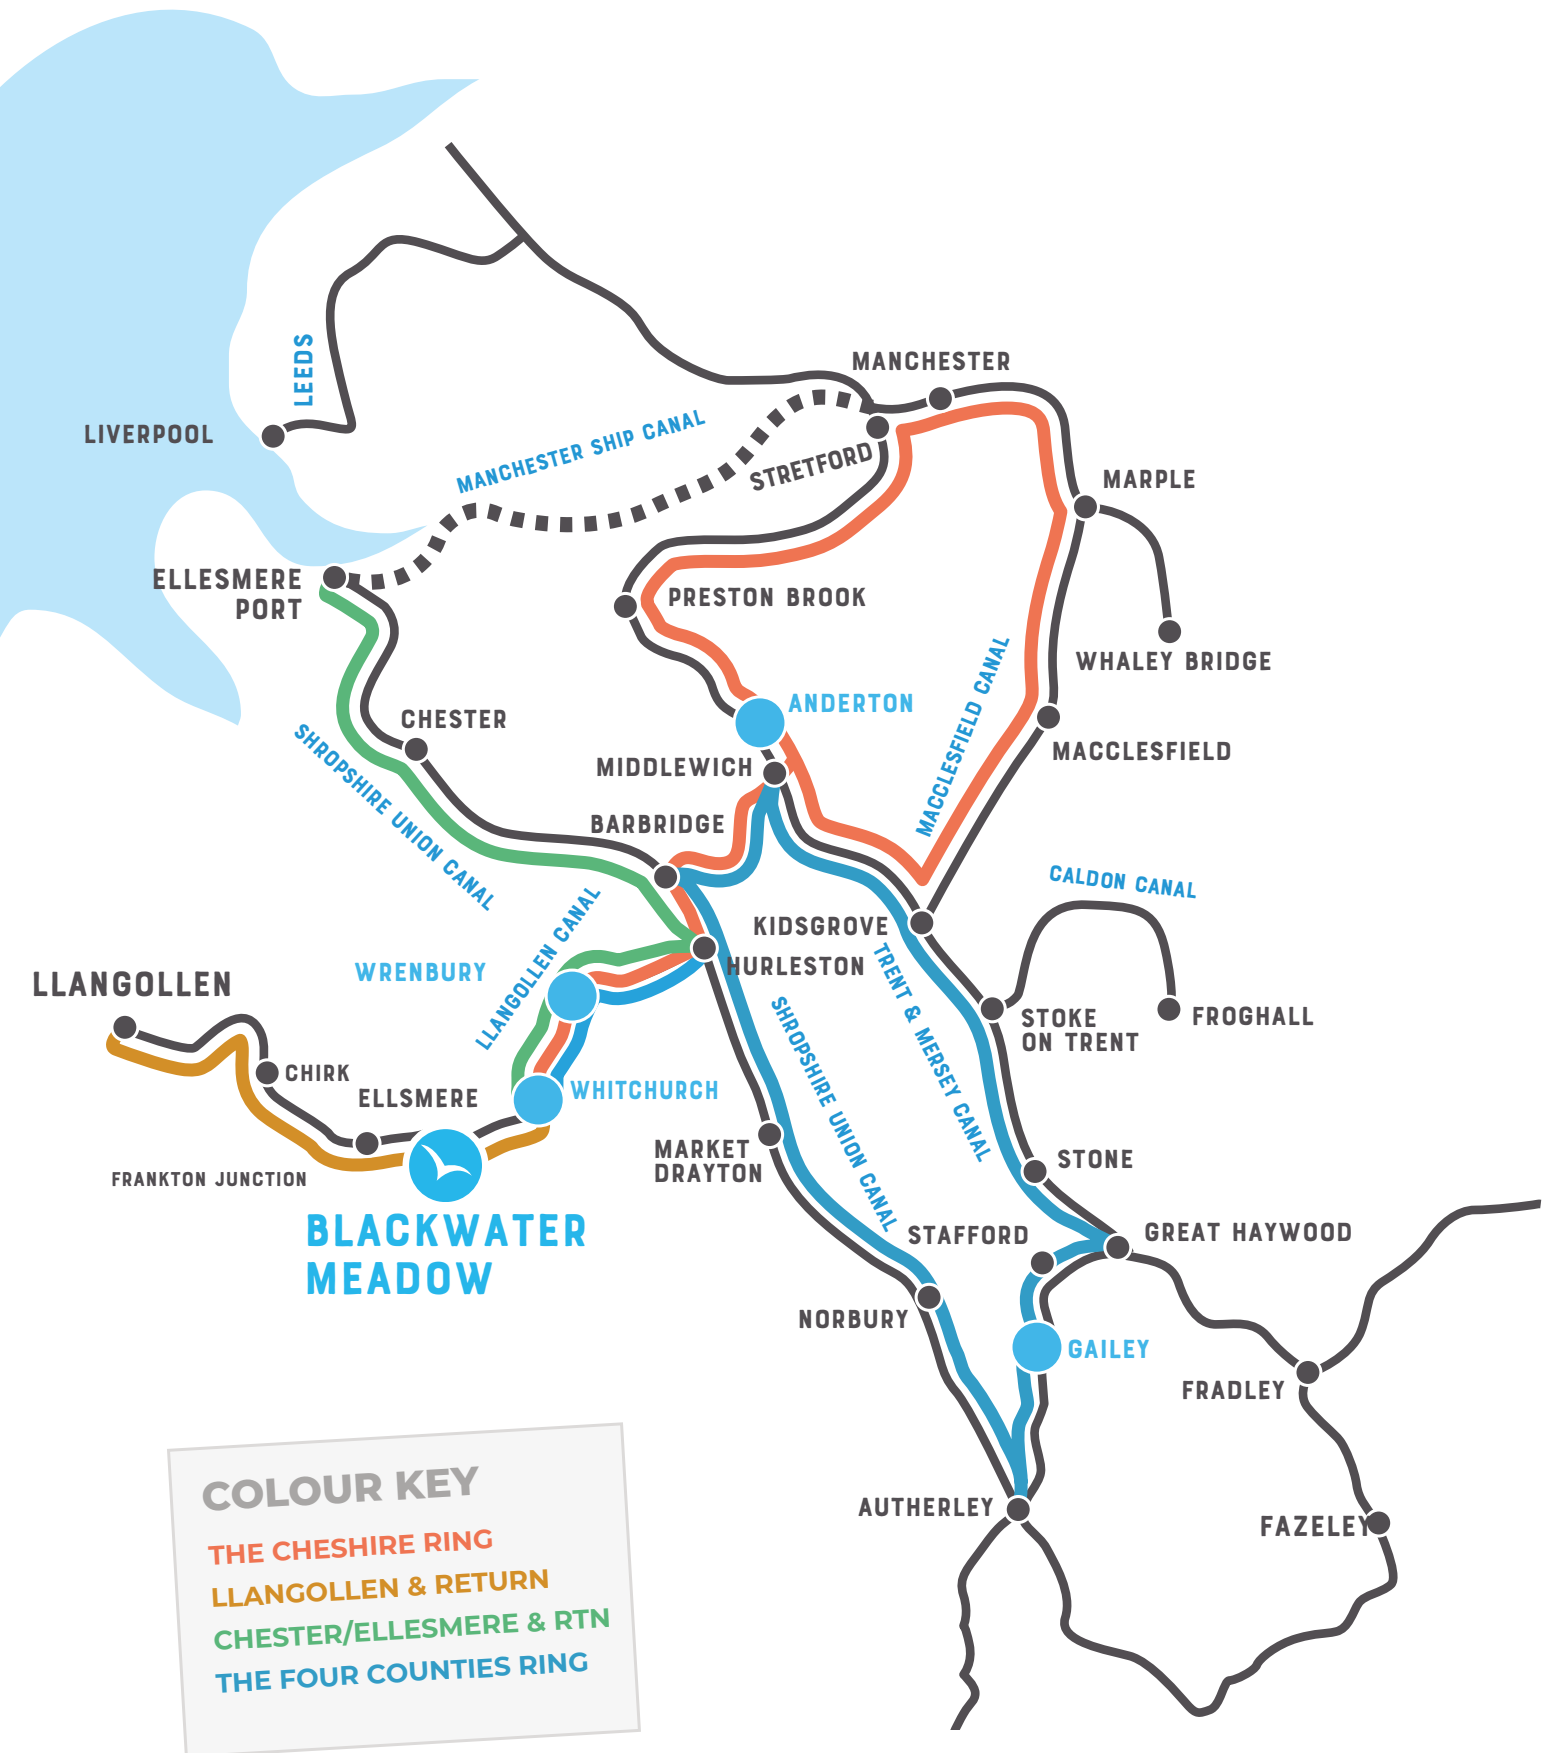 MANCHESTER
LEEDS
LIVERPOOL
MANCHESTER SHIP CANAL
STRETFORD
MARPLE
ELLESMERE
PORT
PRESTON BROOK
WHALEY BRIDGE
ANDERTON
CHESTER
MACCLESFIELD CANAL
MACCLESFIELD
SHROPSHIRE UNION CANAL
MIDDLEWICH
BARBRIDGE
CALDON CANAL
KIDSGROVE
LLANGOLLEN CANAL
WRENBURY
HURLESTON
LLANGOLLEN
TRENT & MERSEY CANAL
STOKE
ON TRENT
FROGHALL
SHROPSHIRE UNION CANAL
CHIRK
ELLSMERE
WHITCHURCH
MARKET
DRAYTON
STONE
FRANKTON JUNCTION
BLACKWATER
MEADOW
STAFFORD
GREAT HAYWOOD
NORBURY
GAILEY
FRADLEY
AUTHERLEY
FAZELEY
COLOUR KEY
THE CHESHIRE RING
LLANGOLLEN & RETURN
CHESTER/ELLESMERE & RTN
THE FOUR COUNTIES RING